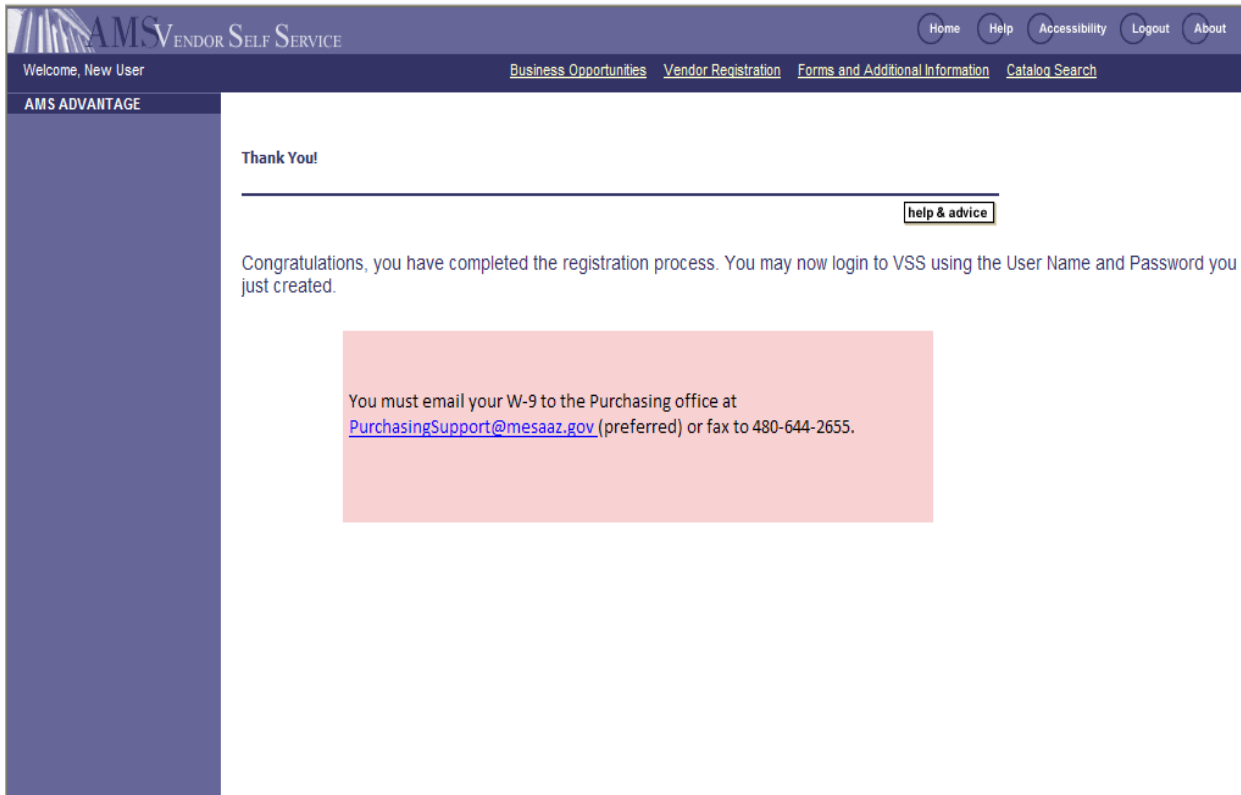 AMS VENDOR SELF SERVICE
Home Help Accessibility Logout About
Welcome, New User
Business Opportunities Vendor Registration Forms and Additional Information Catalog Search
AMS ADVANTAGE
Thank You!
help & advice
Congratulations, you have completed the registration process. You may now login to VSS using the User Name and Password you
just created.
You must email your W-9 to the Purchasing office at
PurchasingSupport@mesaaz.gov (preferred) or fax to 480-644-2655.